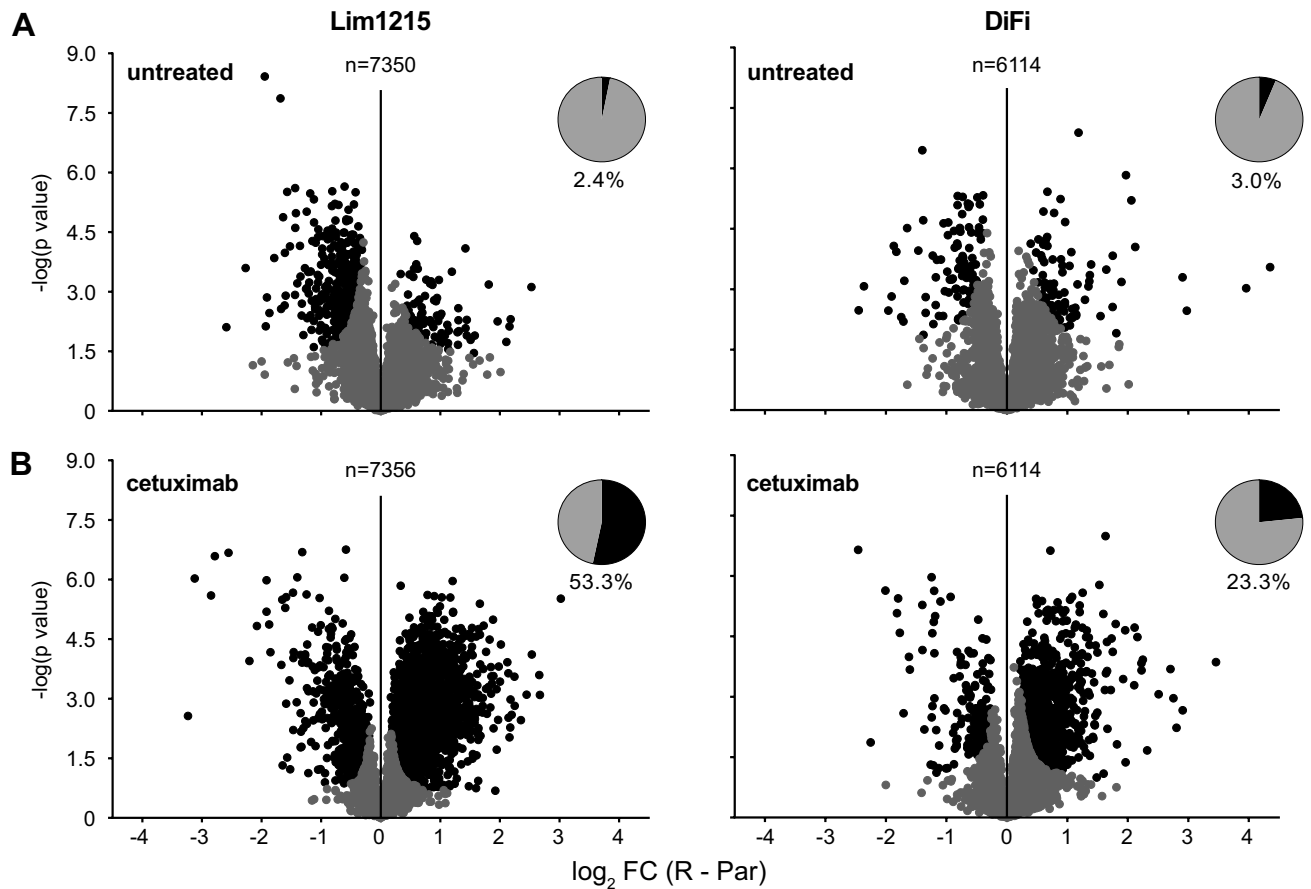 A
Lim1215
DiFi
9.0
7.5
6.0
4.5
3.0
1.5
0
-log(p value)
untreated
n=7350
2.4%
untreated
n=6114
3.0%
B
9.0
7.5
6.0
4.5
3.0
1.5
0
-log(p value)
cetuximab
n=7356
53.3%
cetuximab
n=6114
23.3%
-4 -3 -2 -1 0 1 2 3 4
-4 -3 -2 -1 0 1 2 3 4
log2 FC (R - Par)